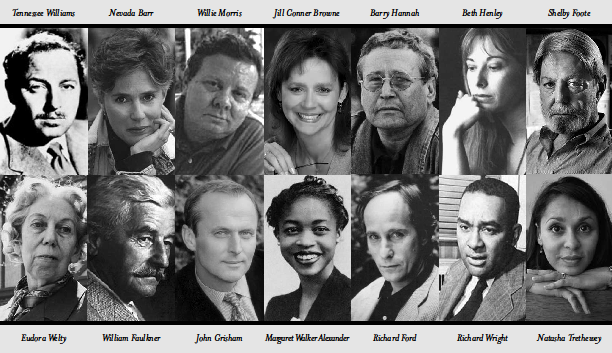 Tennessee Williams Nevada Barr Willie Morris Jill Conner Browne Barry Hannah Beth Henley Shelby Foote
Eudora Welty William Faulkner John Grisham Margaret Walker Alexander Richard Ford Richard Wright Natasha Trethewey